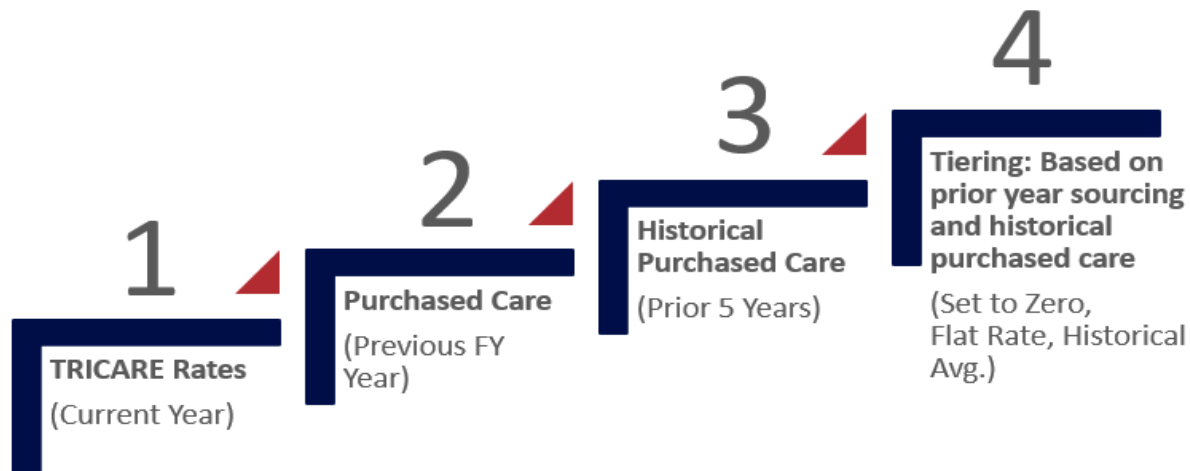 1
TRICARE Rates
(Current Year)
2
Purchased Care
(Previous FY
Year)
3
Historical
Purchased Care
(Prior 5 Years)
4
Tiering: Based on
prior year sourcing
and historical
purchased care
(Set to Zero,
Flat Rate, Historical
Avg.)